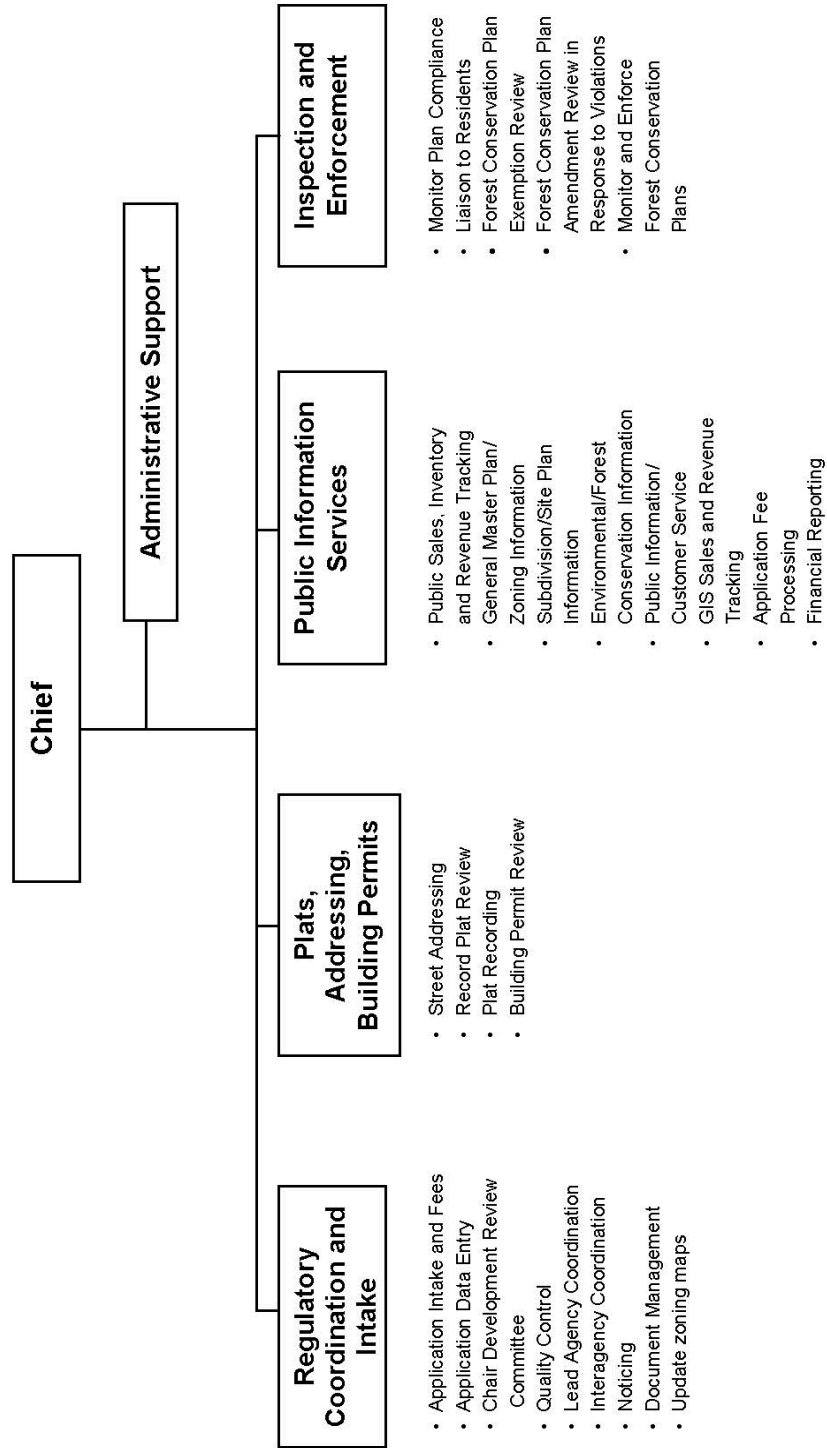 Chief
Administrative Support
Regulatory
Coordination and
Intake
• Application Intake and Fees
• Application Data Entry
• Chair Development Review
Committee
• Quality Control
• Lead Agency Coordination
• Interagency Coordination
• Noticing
• Document Management
• Update zoning maps
Plats,
Addressing,
Building Permits
• Street Addressing
• Record Plat Review
• Plat Recording
• Building Permit Review
Public Information
Services
• Public Sales, Inventory
and Revenue Tracking
• General Master Plan/
Zoning Information
• Subdivision/Site Plan
Information
• Environmental/Forest
Conservation Information
• Public Information/
Customer Service
• GIS Sales and Revenue
Tracking
• Application Fee
Processing
• Financial Reporting
Inspection and
Enforcement
• Monitor Plan Compliance
• Liaison to Residents
• Forest Conservation Plan
Exemption Review
• Forest Conservation Plan
Amendment Review in
Response to Violations
• Monitor and Enforce
Forest Conservation
Plans